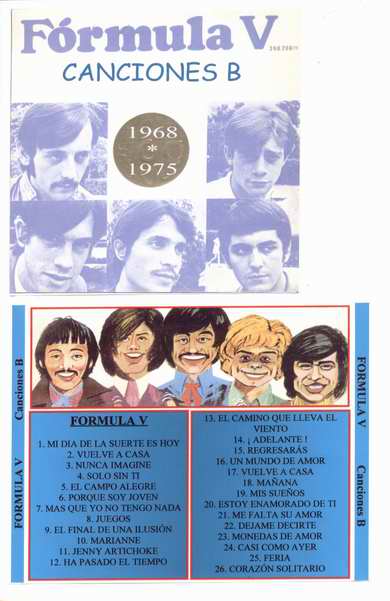 Fórmula V
CANCIONES B
1968
*
1975
Canciones B
FORMULA V
FORMULA V
1. MI DIA DE LA SUERTE ES HOY
2. VUELVE A CASA
3. NUNCA IMAGINE
4. SOLO SIN TI
5. EL CAMPO ALEGRE
6. PORQUE SOY JOVEN
7. MAS QUE YO NO TENGO NADA
8. JUEGOS
9. EL FINAL DE UNA ILUSIÓN
10. MARIANNE
11. JENNY ARTICHOKE
12. HA PASADO EL TIEMPO
13. EL CAMINO QUE LLEVA EL
VIENTO
14. ¡ ADELANTE !
15. REGRESARÁS
16. UN MUNDO DE AMOR
17. VUELVE A CASA
18. MAÑANA
19. MIS SUEÑOS
20. ESTOY ENAMORADO DE TI
21. ME FALTA SU AMOR
22. DEJAME DECIRTE
23. MONEDAS DE AMOR
24. CASI COMO AYER
25. FERIA
26. CORAZÓN SOLITARIO
FORMULA V
Canciones B